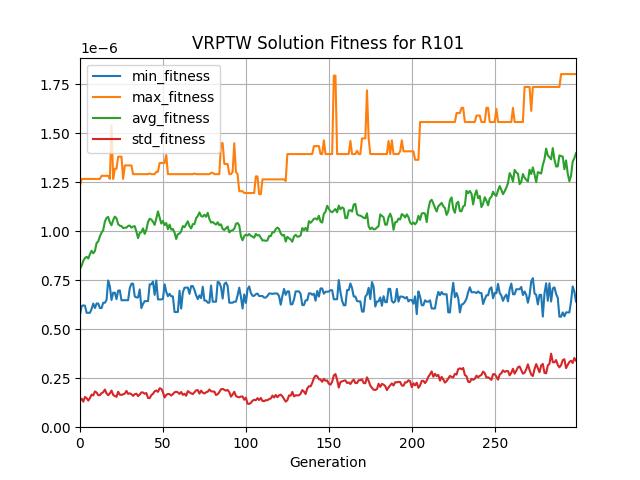 VRPTW Solution Fitness for R101
1e−6
min_fitness
max_fitness
avg_fitness
std_fitness
1.75
1.50
1.25
1.00
0.75
0.50
0.25
0.00
0 50 100 150 200 250
Generation